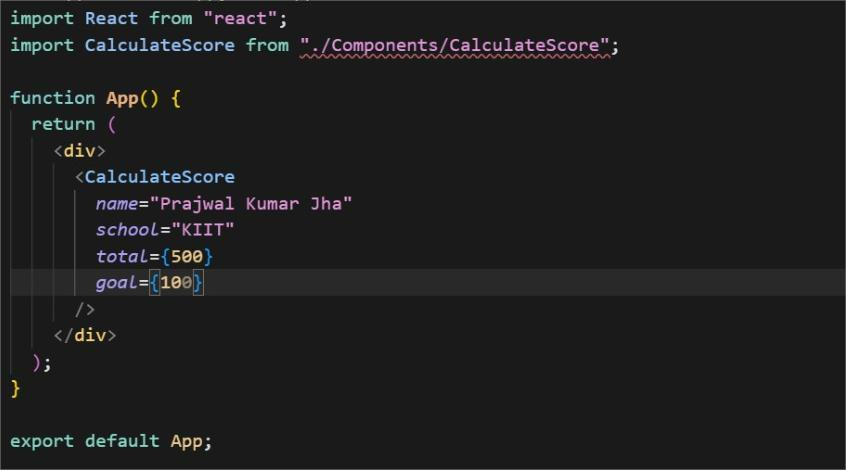 import React from "react";
import CalculateScore from "./Components/CalculateScore";
function App() {
return (
<div>
<CalculateScore
name="Prajwal Kumar Jha"
school="KIIT"
total={500}
goal={100}
/>
</div>
);
}
export default App;